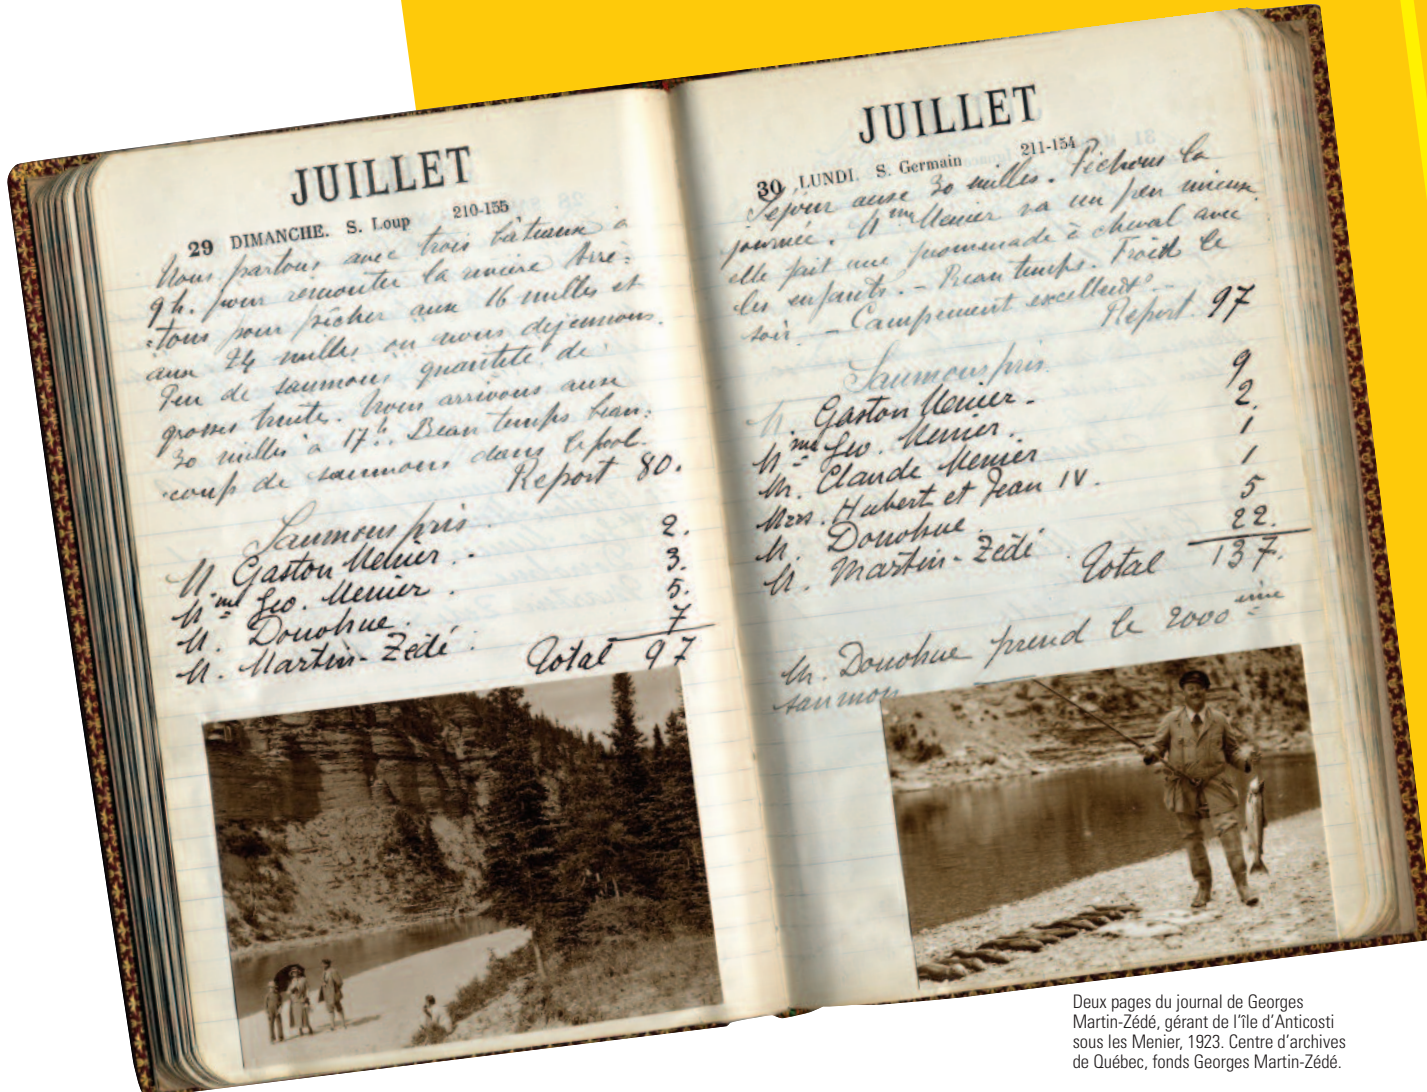 JUILLET
29 DIMANCHE. S. Loup 210-155
Nous partons avec trois bateaux à
9 h. pour remonter la rivière Arrê-
-tons pour pêcher aux 16 milles et
aux 24 milles où nous déjeunons.
Peu de saumons quantité de
grosses truites. Nous arrivons aux
30 milles à 17 h. Beau temps beau-
-coup de saumons dans le pool.
Report 80.
Saumons pris.
M. Gaston Menier. 2.
Mme Geo. Menier. 3.
M. Donohue. 5.
M. Martin-Zédé. 7
Total 97
JUILLET
30 LUNDI. S. Germain. 211-154
Séjour aux 30 milles. Pêchons la
journée. Mme Menier va un peu mieux
elle fait une promenade à cheval avec
les enfants. - Beau temps. Froid le
soir - Campement excellent. -
Report. 97
Saumons pris.
M. Gaston Menier - 9
Mme Geo. Menier. 2.
M. Claude Menier 1
Mrs. Hubert et Jean IV. 1
M. Donohue. 5
M. Martin-Zédé. 22.
Total 137.
M. Donohue prend le 2000ème
saumon
Deux pages du journal de Georges
Martin-Zédé, gérant de l'île d'Anticosti
sous les Menier, 1923. Centre d'archives
de Québec, fonds Georges Martin-Zédé.